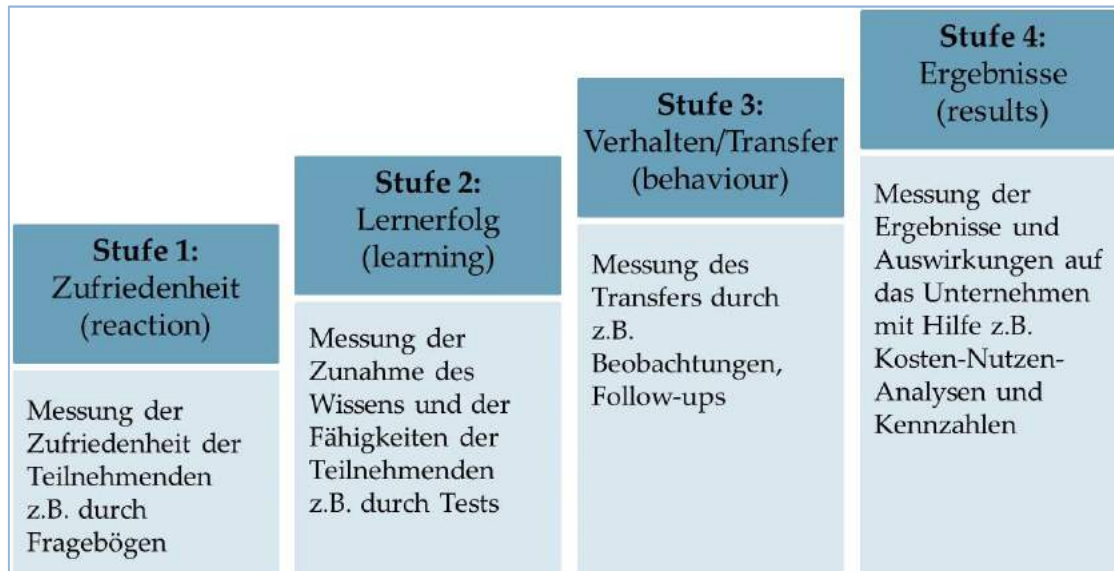 Stufe 1:
Zufriedenheit
(reaction)
Messung der
Zufriedenheit der
Teilnehmenden
z.B. durch
Fragebögen
Stufe 2:
Lernerfolg
(learning)
Messung der
Zunahme des
Wissens und der
Fähigkeiten der
Teilnehmenden
z.B. durch Tests
Stufe 3:
Verhalten/Transfer
(behaviour)
Messung des
Transfers durch
z.B.
Beobachtungen,
Follow-ups
Stufe 4:
Ergebnisse
(results)
Messung der
Ergebnisse und
Auswirkungen auf
das Unternehmen
mit Hilfe z.B.
Kosten-Nutzen-
Analysen und
Kennzahlen